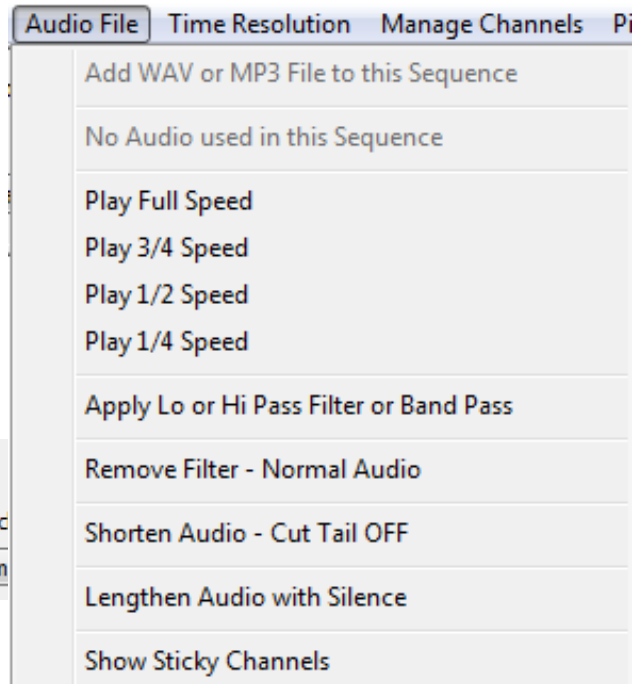 Audio File Time Resolution Manage Channels
Add WAV or MP3 File to this Sequence
No Audio used in this Sequence
Play Full Speed
Play 3/4 Speed
Play 1/2 Speed
Play 1/4 Speed
Apply Lo or Hi Pass Filter or Band Pass
Remove Filter - Normal Audio
Shorten Audio - Cut Tail OFF
Lengthen Audio with Silence
Show Sticky Channels